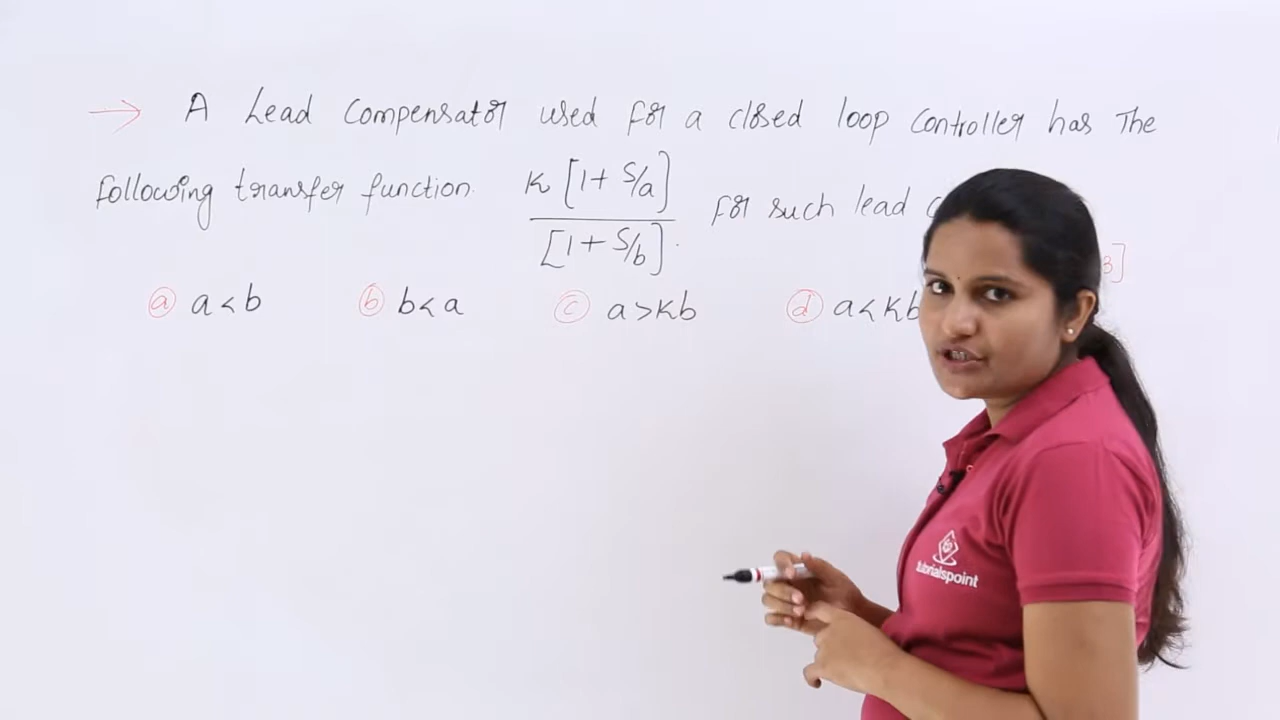 → A Lead Compensator used for a closed loop controller has The
following transfer function K[1+S/a] / [1+S/b]. for such lead
3]
ⓐ a<b ⓑ b<a ⓒ a>Kb ⓓ a<Kb
tutorialspoint